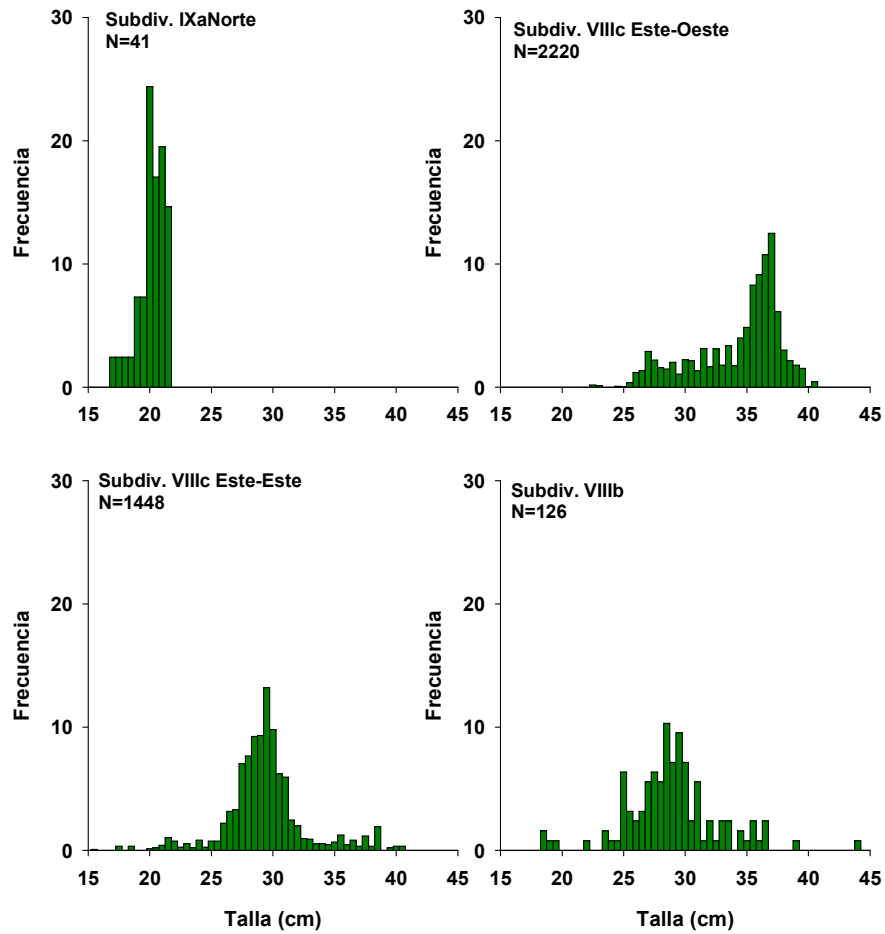 Subdiv. IXaNorte
N=41
30
20
10
0
Frecuencia
15 20 25 30 35 40 45
Subdiv. VIIIc Este-Oeste
N=2220
30
20
10
0
Frecuencia
15 20 25 30 35 40 45
Subdiv. VIIIc Este-Este
N=1448
30
20
10
0
Frecuencia
15 20 25 30 35 40 45
Talla (cm)
Subdiv. VIIIb
N=126
30
20
10
0
Frecuencia
15 20 25 30 35 40 45
Talla (cm)